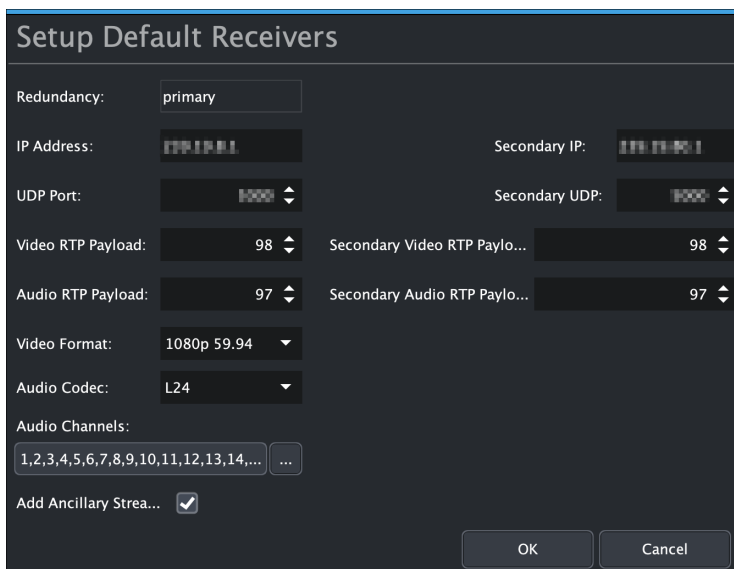 Setup Default Receivers
Redundancy: primary
IP Address: Secondary IP:
UDP Port: Secondary UDP:
Video RTP Payload: 98 Secondary Video RTP Paylo... 98
Audio RTP Payload: 97 Secondary Audio RTP Paylo... 97
Video Format: 1080p 59.94
Audio Codec: L24
Audio Channels:
1,2,3,4,5,6,7,8,9,10,11,12,13,14,... ...
Add Ancillary Strea...
OK Cancel